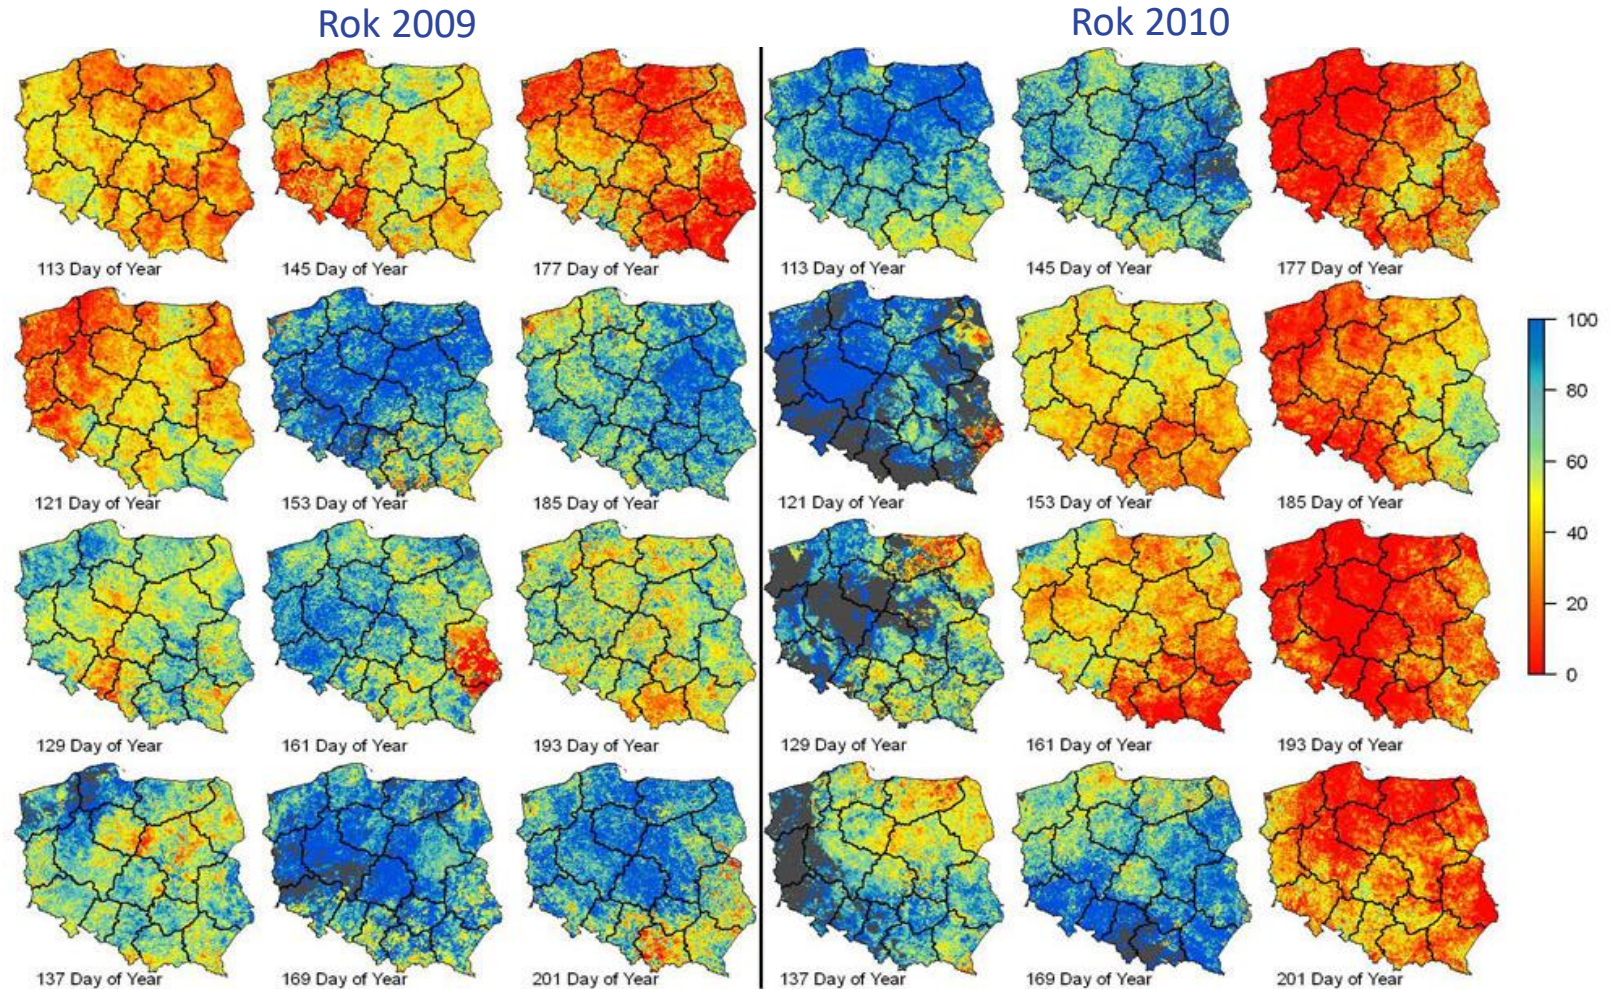 Rok 2009
Rok 2010
113 Day of Year
145 Day of Year
177 Day of Year
113 Day of Year
145 Day of Year
177 Day of Year
121 Day of Year
153 Day of Year
185 Day of Year
121 Day of Year
153 Day of Year
185 Day of Year
129 Day of Year
161 Day of Year
193 Day of Year
129 Day of Year
161 Day of Year
193 Day of Year
137 Day of Year
169 Day of Year
201 Day of Year
137 Day of Year
169 Day of Year
201 Day of Year
100
80
60
40
20
0